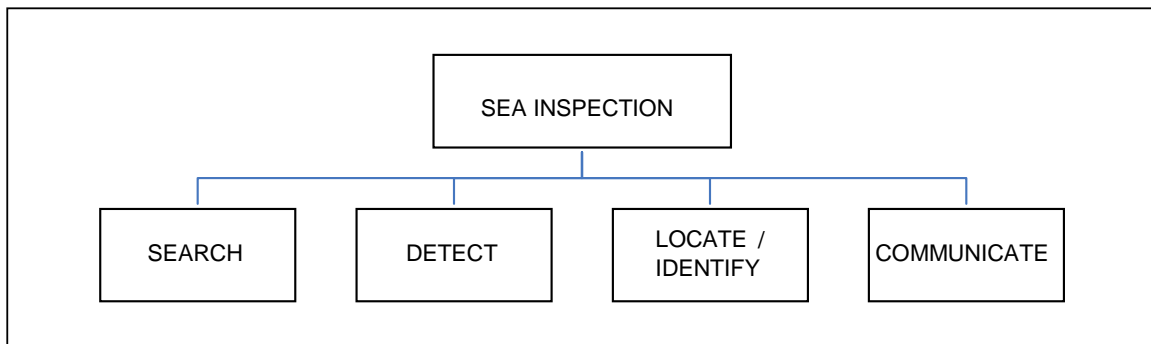 SEA INSPECTION
SEARCH
DETECT
LOCATE /
IDENTIFY
COMMUNICATE